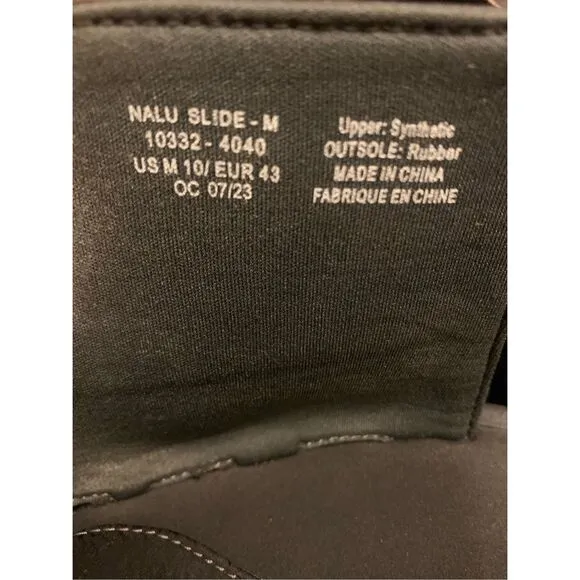 NALU SLIDE - M
10332 - 4040
US M 10/ EUR 43
OC 07/23
Upper: Synthetic
OUTSOLE: Rubber
MADE IN CHINA
FABRIQUE EN CHINE